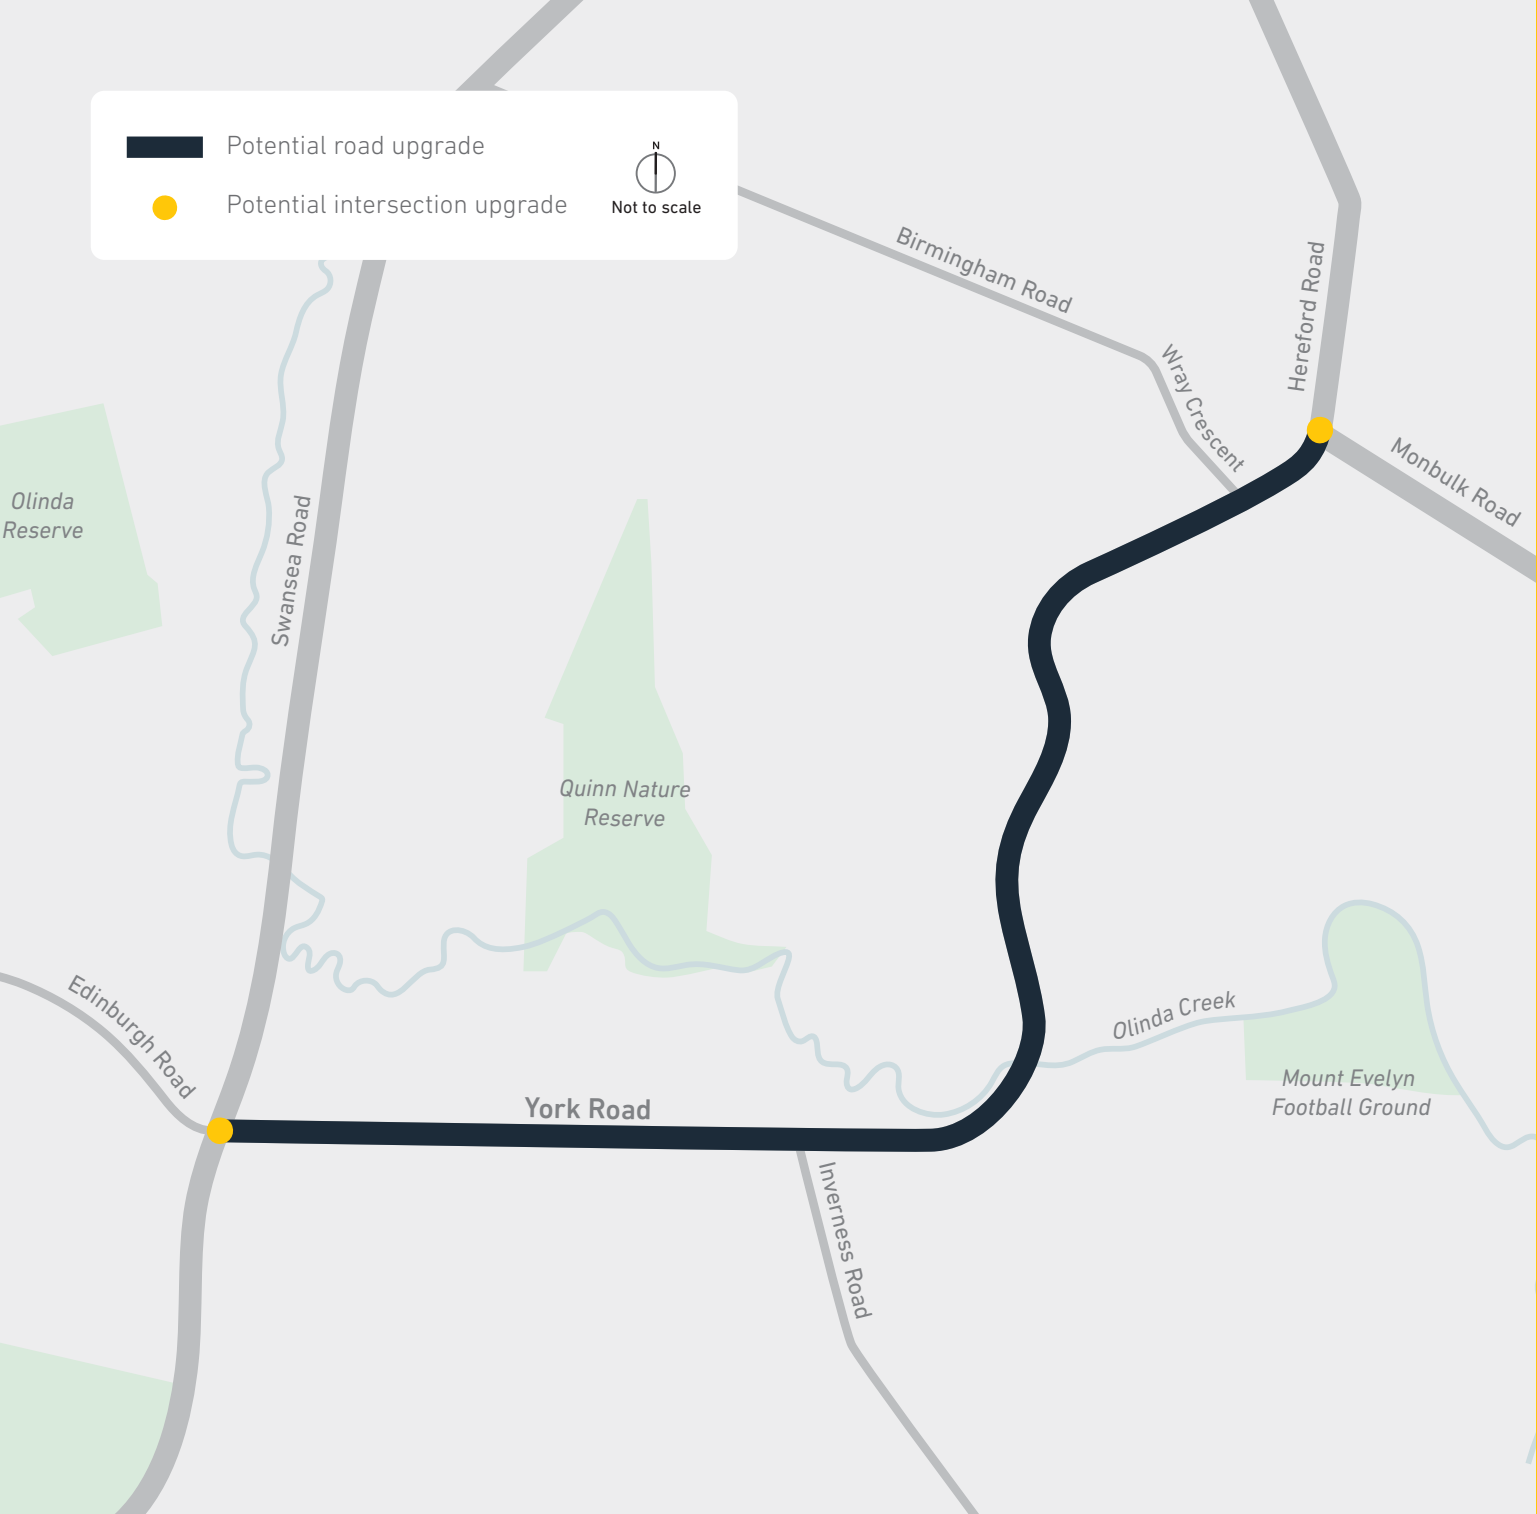 Potential road upgrade
Potential intersection upgrade
N
Not to scale
Birmingham Road
Hereford Road
Wray Crescent
Monbulk Road
Olinda
Reserve
Swansea Road
Quinn Nature
Reserve
Edinburgh Road
Olinda Creek
Mount Evelyn
Football Ground
York Road
Inverness Road